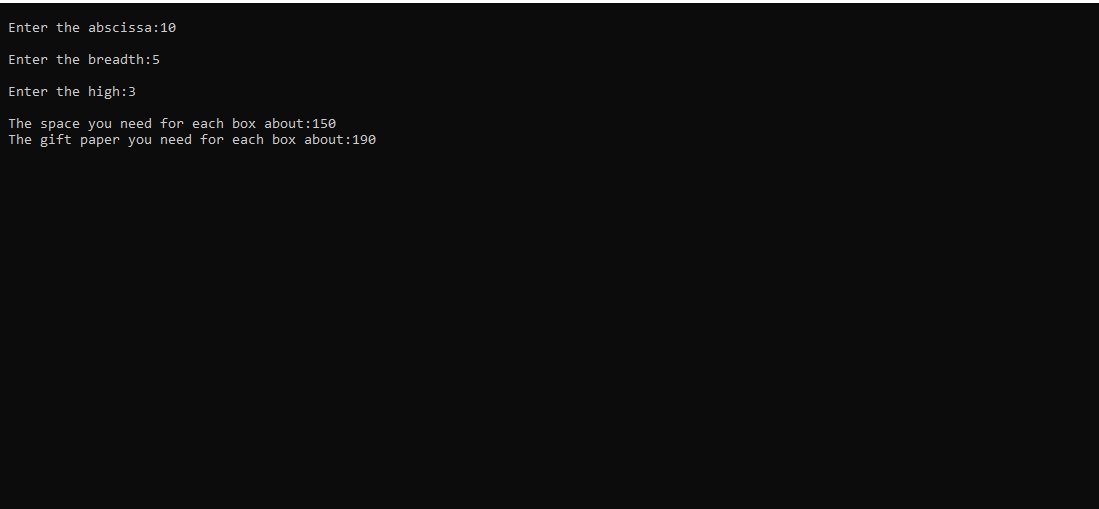 Enter the abscissa:10
Enter the breadth:5
Enter the high:3
The space you need for each box about:150
The gift paper you need for each box about:190